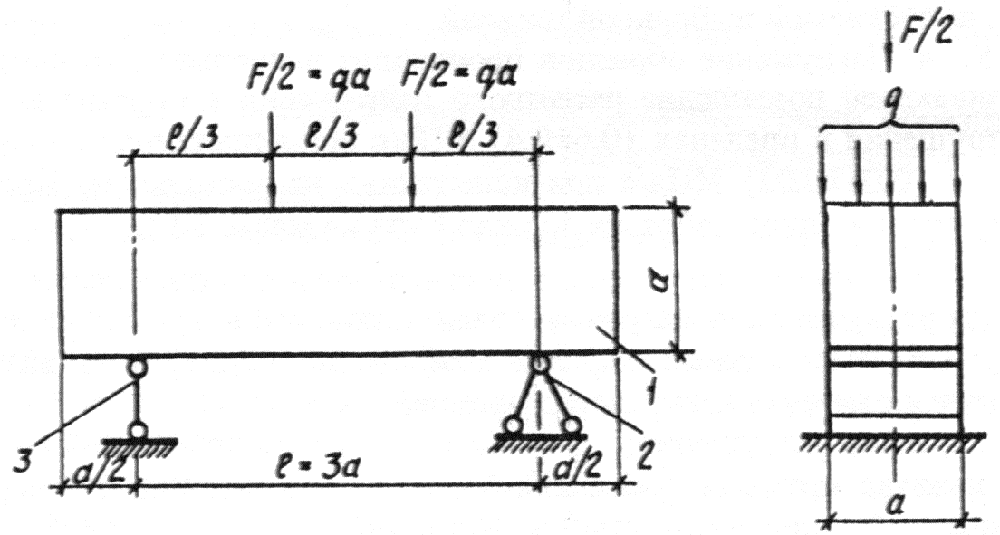 F/2 = qa F/2 = qa
ℓ/3 ℓ/3 ℓ/3
a
1
3
a/2 ℓ = 3a a/2 2
F/2
q
a